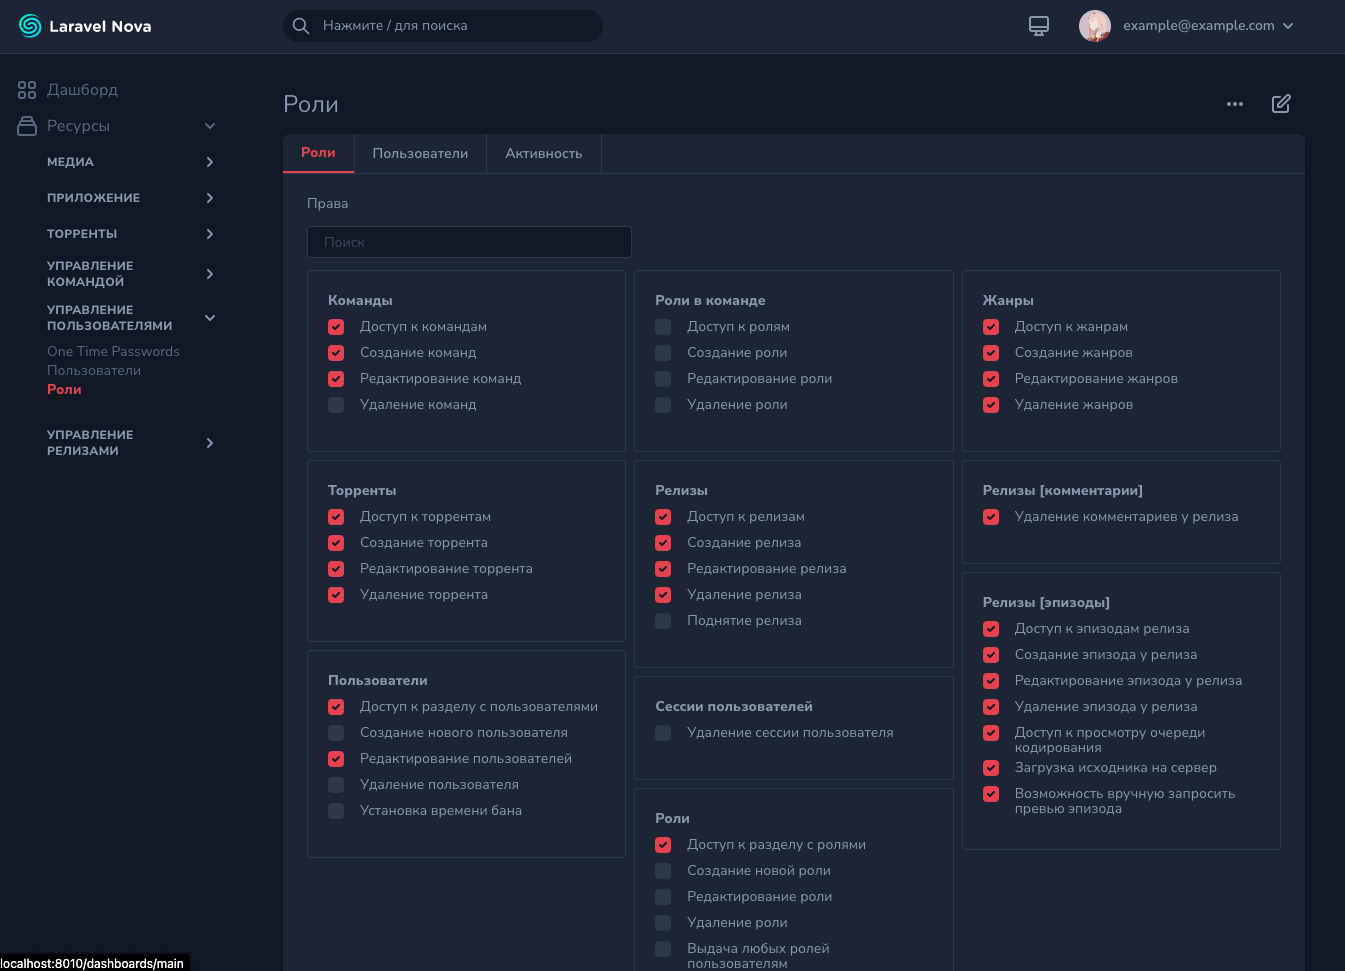 Laravel Nova
Нажмите / для поиска
example@example.com
Дашборд
Ресурсы
МЕДИА
ПРИЛОЖЕНИЕ
ТОРРЕНТЫ
УПРАВЛЕНИЕ
КОМАНДОЙ
УПРАВЛЕНИЕ
ПОЛЬЗОВАТЕЛЯМИ
One Time Passwords
Пользователи
Роли
УПРАВЛЕНИЕ
РЕЛИЗАМИ
Роли
Роли
Пользователи
Активность
Права
Поиск
Команды
Доступ к командам
Создание команд
Редактирование команд
Удаление команд
Роли в команде
Доступ к ролям
Создание роли
Редактирование роли
Удаление роли
Жанры
Доступ к жанрам
Создание жанров
Редактирование жанров
Удаление жанров
Торренты
Доступ к торрентам
Создание торрента
Редактирование торрента
Удаление торрента
Релизы
Доступ к релизам
Создание релиза
Редактирование релиза
Удаление релиза
Поднятие релиза
Релизы [комментарии]
Удаление комментариев у релиза
Релизы [эпизоды]
Доступ к эпизодам релиза
Создание эпизода у релиза
Редактирование эпизода у релиза
Удаление эпизода у релиза
Доступ к просмотру очереди
кодирования
Загрузка исходника на сервер
Возможность вручную запросить
превью эпизода
Пользователи
Доступ к разделу с пользователями
Создание нового пользователя
Редактирование пользователей
Удаление пользователя
Установка времени бана
Сессии пользователей
Удаление сессии пользователя
Роли
Доступ к разделу с ролями
Создание новой роли
Редактирование роли
Удаление роли
Выдача любых ролей
пользователям
localhost:8010/dashboards/main